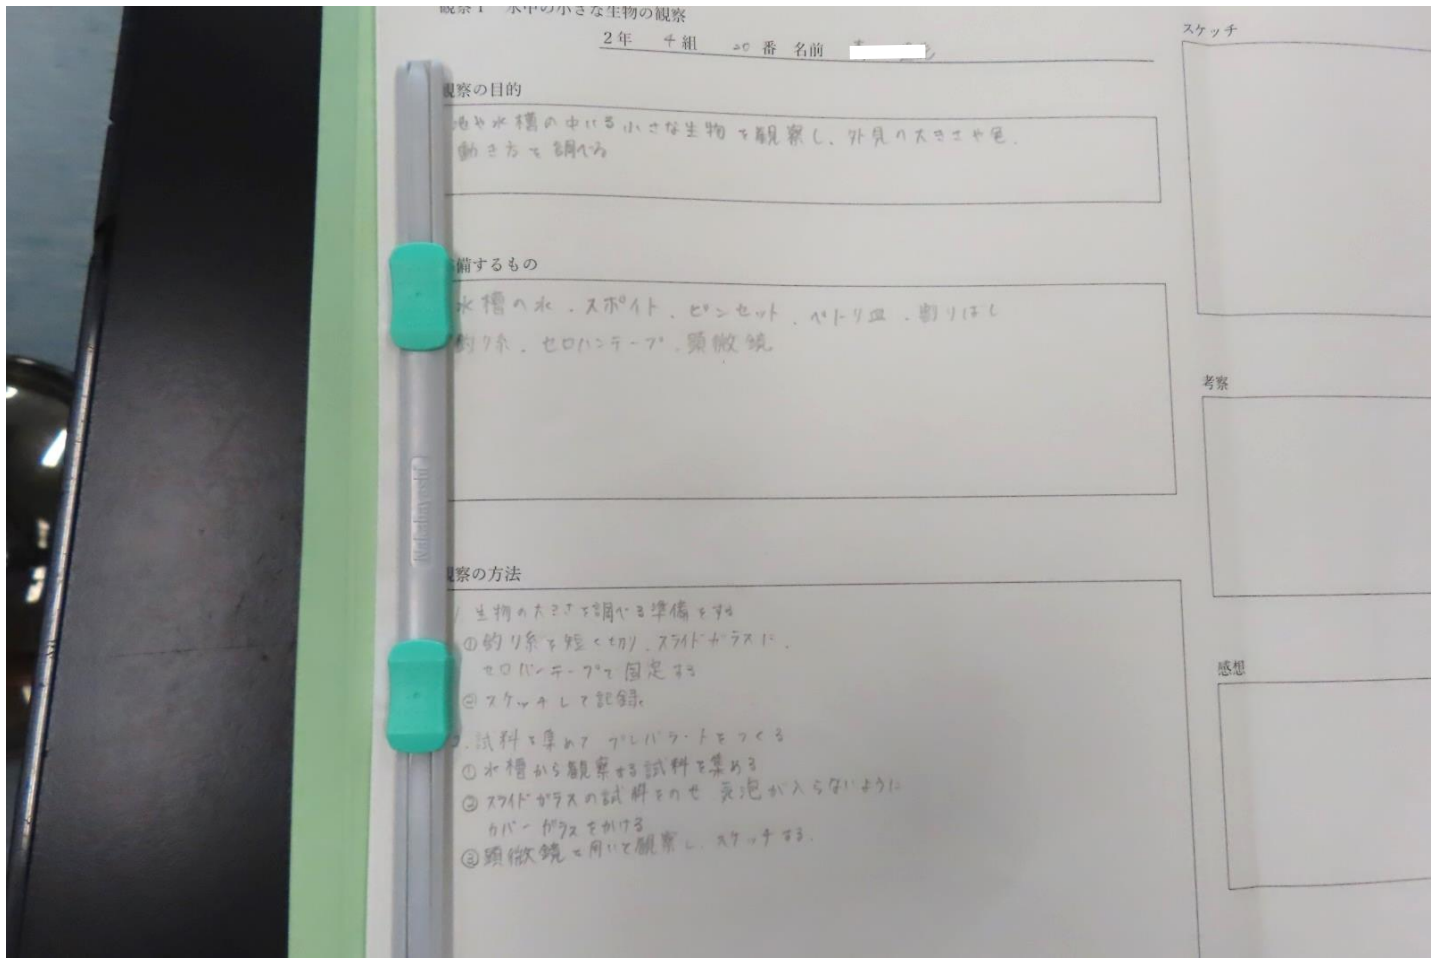 観察1 水中の小さな生物の観察
2年 4組 20番 名前
観察の目的
池や水槽の中にる小さな生物を観察し、外見の大きさや色、
動き方を調べる
備するもの
水槽の水、スポイト、ピンセット、ペトリ皿、割りばし
釣り糸、セロハンテープ、顕微鏡
観察の方法
1 生物の大きさを調べる準備をする
①釣り糸を短く切り、スライドガラスに、
セロハンテープで固定する
②スケッチして記録。
2.試料を集めてプレパラートをつくる
①水槽から観察する試料を集める
②スライドガラスの試料をのせ 気泡が入らないように
カバーガラスをかける
③顕微鏡を用いて観察し、スケッチする.
スケッチ
考察
感想
Nakabayashi